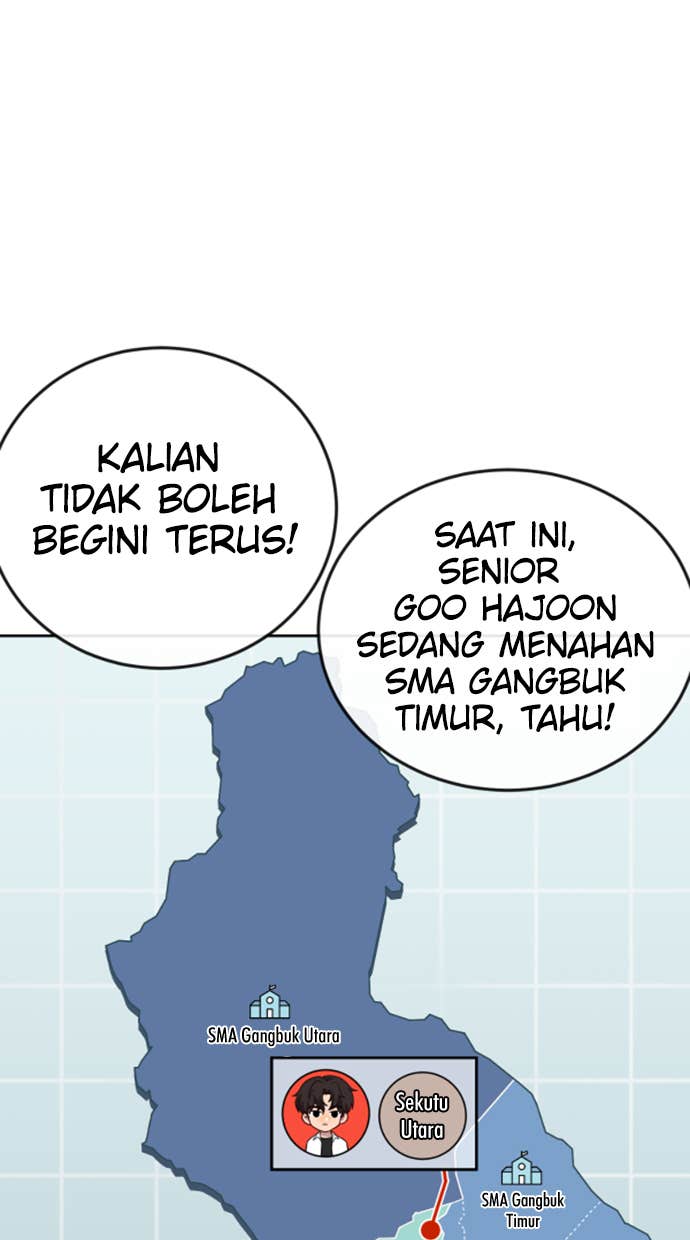 KALIAN
TIDAK BOLEH
BEGINI TERUS!
SAAT INI,
SENIOR
GOO HAJOON
SEDANG MENAHAN
SMA GANGBUK
TIMUR, TAHU!
SMA Gangbuk Utara
Sekutu
Utara
SMA Gangbuk
Timur